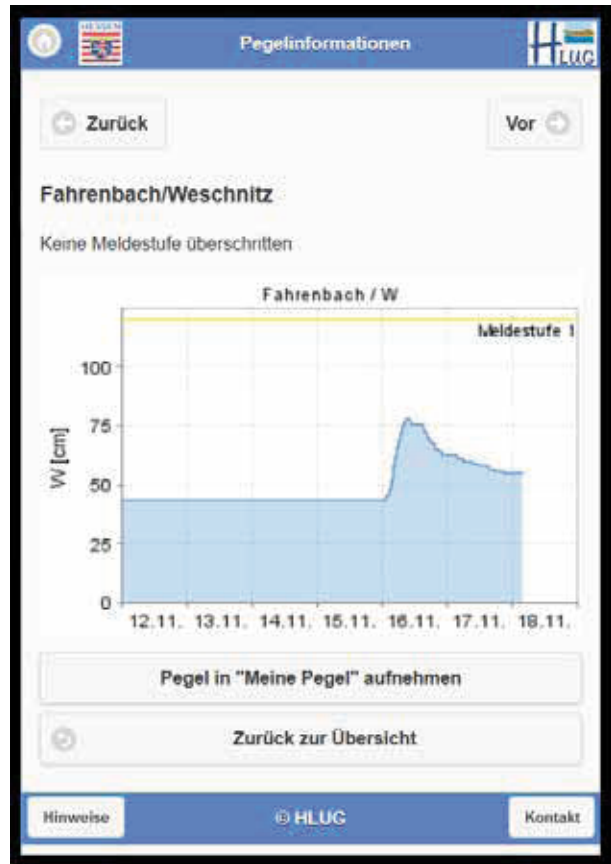 HESSEN
Pegelinformationen
HLUG
Zurück
Vor
Fahrenbach/Weschnitz
Keine Meldestufe überschritten
Fahrenbach / W
Meldestufe 1
100
75
50
25
0
W [cm]
12.11. 13.11. 14.11. 15.11. 16.11. 17.11. 18.11.
Pegel in "Meine Pegel" aufnehmen
Zurück zur Übersicht
Hinweise
© HLUG
Kontakt